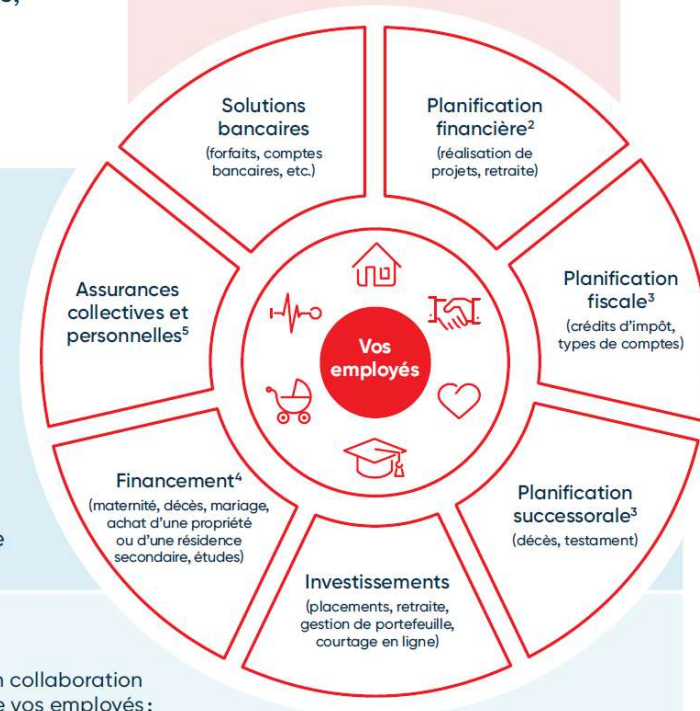 Solutions
bancaires
(forfaits, comptes
bancaires, etc.)
Planification
financière²
(réalisation de
projets, retraite)
Planification
fiscale³
(crédits d’impôt,
types de comptes)
Planification
successorale³
(décès, testament)
Investissements
(placements, retraite,
gestion de portefeuille,
courtage en ligne)
Financement⁴
(maternité, décès, mariage,
achat d’une propriété
ou d’une résidence
secondaire, études)
Assurances
collectives et
personnelles⁵
Vos
employés
collaboration
vos employés :